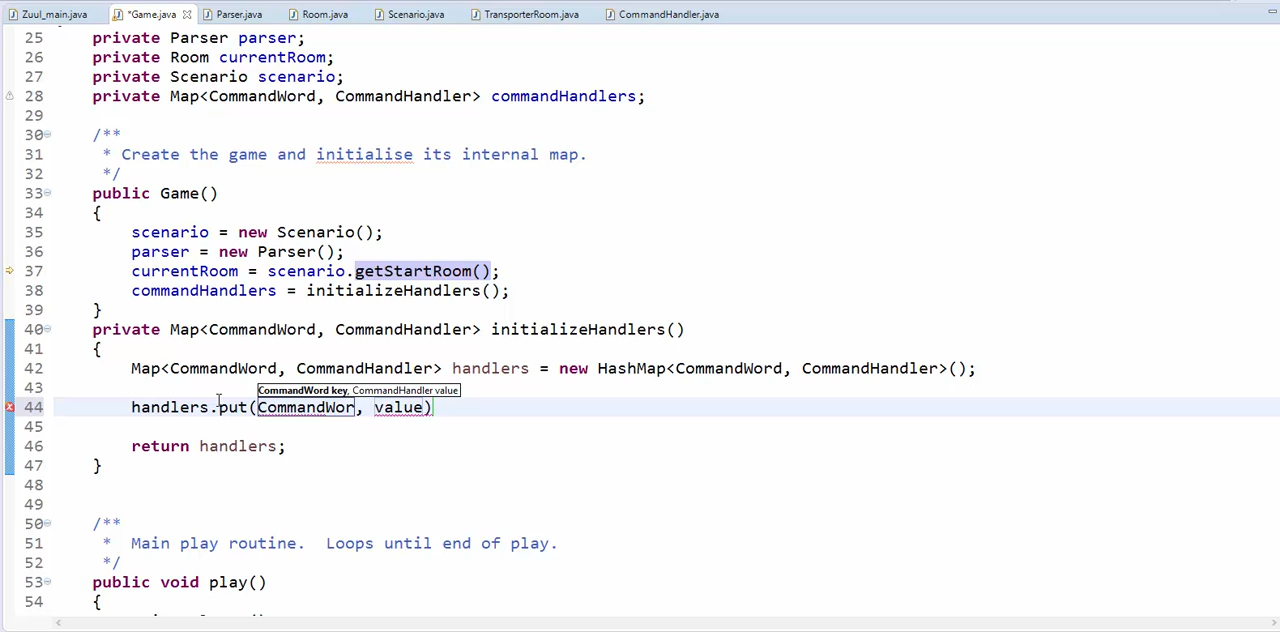 Zuul_main.java *Game.java Parser.java Room.java Scenario.java TransporterRoom.java CommandHandler.java
25 private Parser parser;
26 private Room currentRoom;
27 private Scenario scenario;
28 private Map<CommandWord, CommandHandler> commandHandlers;
29
30 /**
31 * Create the game and initialise its internal map.
32 */
33 public Game()
34 {
35 scenario = new Scenario();
36 parser = new Parser();
37 currentRoom = scenario.getStartRoom();
38 commandHandlers = initializeHandlers();
39 }
40 private Map<CommandWord, CommandHandler> initializeHandlers()
41 {
42 Map<CommandWord, CommandHandler> handlers = new HashMap<CommandWord, CommandHandler>();
43
CommandWord key, CommandHandler value
44 handlers.put(CommandWor, value)
45
46 return handlers;
47 }
48
49
50 /**
51 * Main play routine. Loops until end of play.
52 */
53 public void play()
54 {